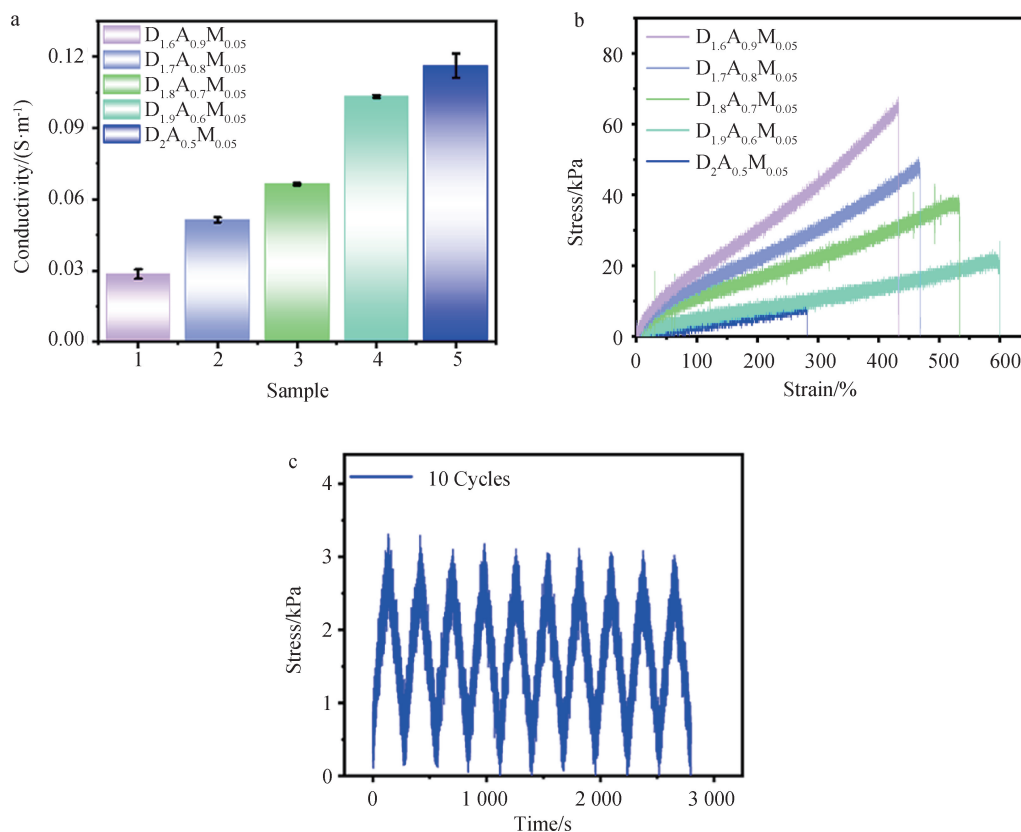 a
D₁.₆A₀.₉M₀.₀₅
D₁.₇A₀.₈M₀.₀₅
D₁.₈A₀.₇M₀.₀₅
D₁.₉A₀.₆M₀.₀₅
D₂A₀.₅M₀.₀₅
Conductivity/(S·m⁻¹)
0.12
0.09
0.06
0.03
0.00
1 2 3 4 5
Sample
b
D₁.₆A₀.₉M₀.₀₅
D₁.₇A₀.₈M₀.₀₅
D₁.₈A₀.₇M₀.₀₅
D₁.₉A₀.₆M₀.₀₅
D₂A₀.₅M₀.₀₅
Stress/kPa
80
60
40
20
0
0 100 200 300 400 500 600
Strain/%
c
10 Cycles
Stress/kPa
4
3
2
1
0
0 1 000 2 000 3 000
Time/s